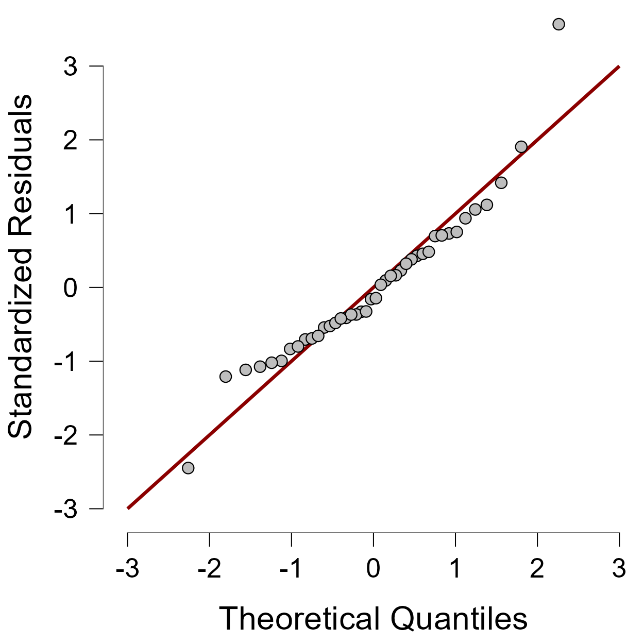 Standardized Residuals
3
2
1
0
-1
-2
-3
-3 -2 -1 0 1 2 3
Theoretical Quantiles